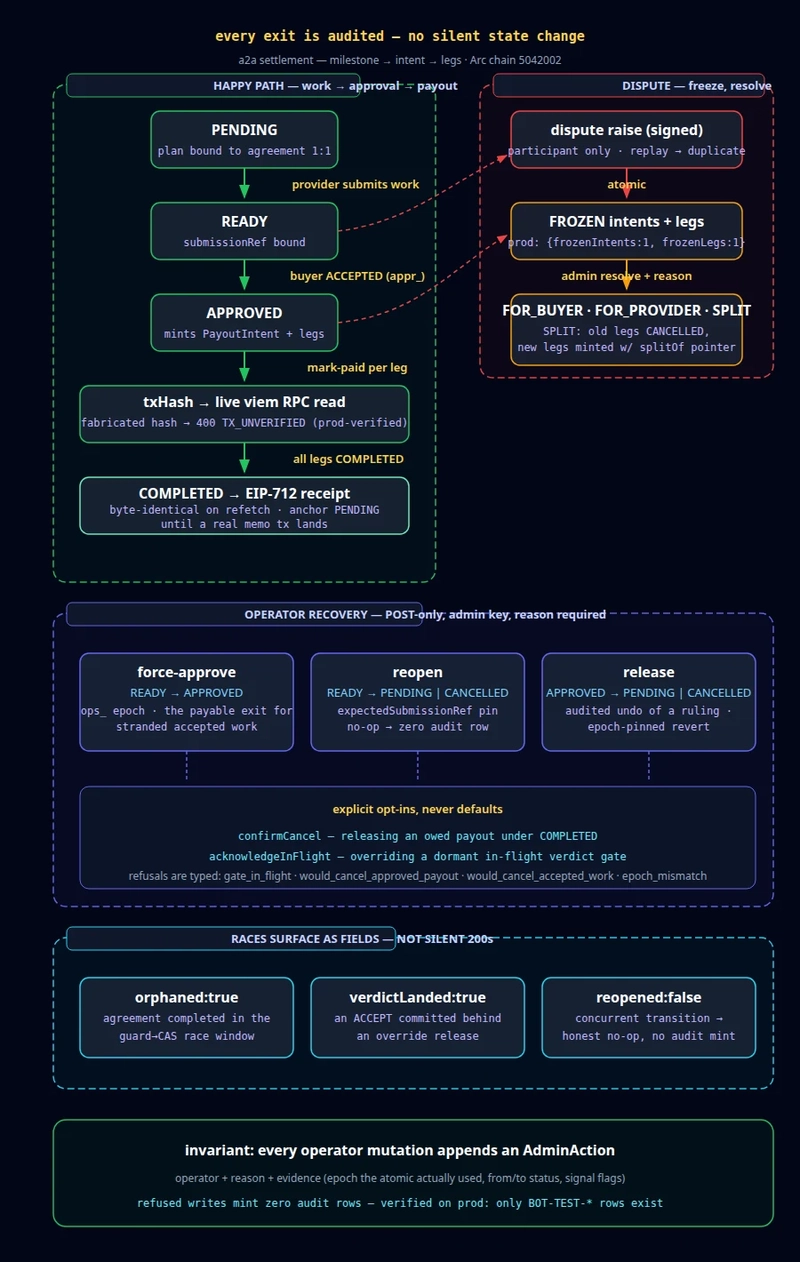 every exit is audited — no silent state change
a2a settlement — milestone → intent → legs · Arc chain 5042002
HAPPY PATH — work → approval → payout
PENDING
plan bound to agreement 1:1
provider submits work
READY
submissionRef bound
buyer ACCEPTED (appr_)
APPROVED
mints PayoutIntent + legs
mark-paid per leg
txHash → live viem RPC read
fabricated hash → 400 TX_UNVERIFIED (prod-verified)
all legs COMPLETED
COMPLETED → EIP-712 receipt
byte-identical on refetch · anchor PENDING
until a real memo tx lands
DISPUTE — freeze, resolve
dispute raise (signed)
participant only · replay → duplicate
atomic
FROZEN intents + legs
prod: {frozenIntents:1, frozenLegs:1}
admin resolve + reason
FOR_BUYER · FOR_PROVIDER · SPLIT
SPLIT: old legs CANCELLED,
new legs minted w/ splitOf pointer
OPERATOR RECOVERY — POST-only, admin key, reason required
force-approve
READY → APPROVED
ops_ epoch · the payable exit for
stranded accepted work
reopen
READY → PENDING | CANCELLED
expectedSubmissionRef pin
no-op → zero audit row
release
APPROVED → PENDING | CANCELLED
audited undo of a ruling ·
epoch-pinned revert
explicit opt-ins, never defaults
confirmCancel — releasing an owed payout under COMPLETED
acknowledgeInFlight — overriding a dormant in-flight verdict gate
refusals are typed: gate_in_flight · would_cancel_approved_payout · would_cancel_accepted_work · epoch_mismatch
RACES SURFACE AS FIELDS — NOT SILENT 200s
orphaned:true
agreement completed in the
guard→CAS race window
verdictLanded:true
an ACCEPT committed behind
an override release
reopened:false
concurrent transition →
honest no-op, no audit mint
invariant: every operator mutation appends an AdminAction
operator + reason + evidence (epoch the atomic actually used, from/to status, signal flags)
refused writes mint zero audit rows — verified on prod: only BOT-TEST-* rows exist